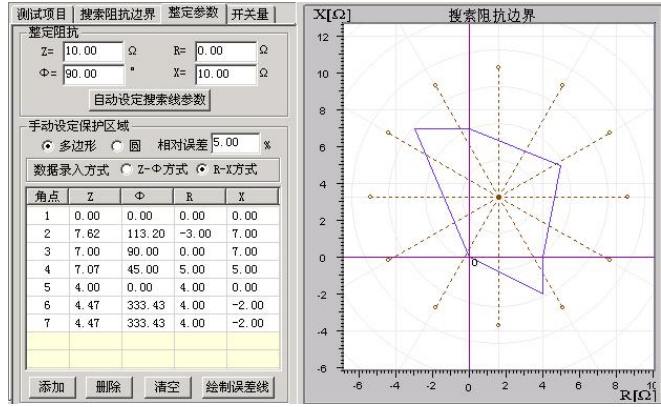 测试项目 搜索阻抗边界 整定参数 开关量
整定阻抗
Z= 10.00 Ω R= 0.00 Ω
Φ= 90.00 ° X= 10.00 Ω
自动设定搜索线参数
手动设定保护区域
多边形 圆 相对误差 5.00 %
数据录入方式 Z-Φ方式 R-X方式
角点 Z Φ R X
1 0.00 0.00 0.00 0.00
2 7.62 113.20 -3.00 7.00
3 7.00 90.00 0.00 7.00
4 7.07 45.00 5.00 5.00
5 4.00 0.00 4.00 0.00
6 4.47 333.43 4.00 -2.00
7 4.47 333.43 4.00 -2.00
添加 删除 清空 绘制误差线
X[Ω] 搜索阻抗边界
12
10
8
6
4
2
0
0
-2
-4
-6
-6 -4 -2 0 2 4 6 8 10
R[Ω]